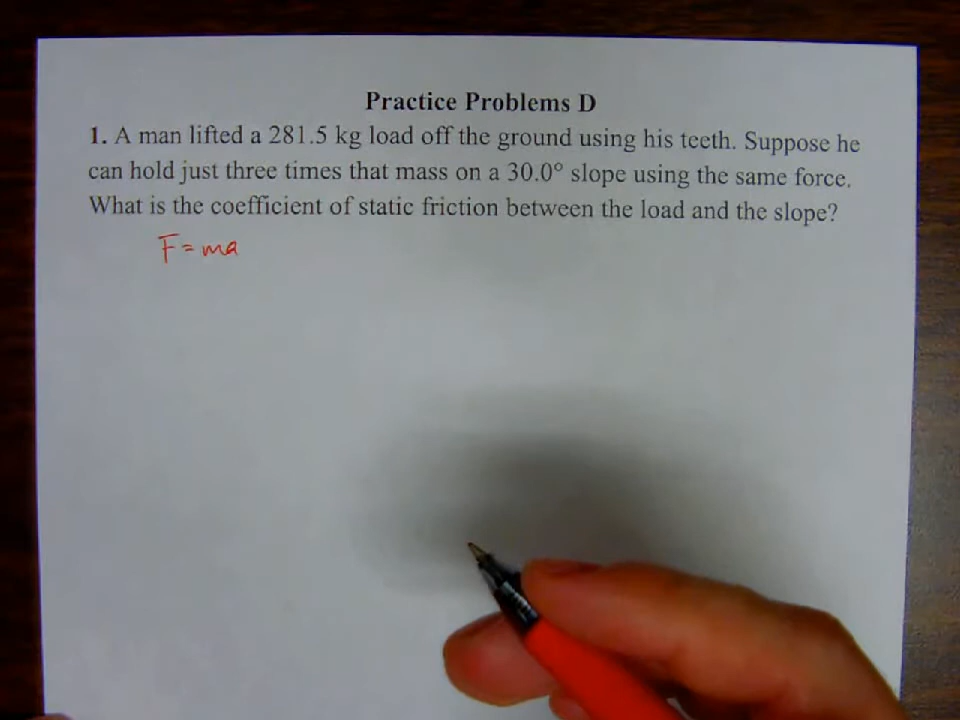 Practice Problems D
1. A man lifted a 281.5 kg load off the ground using his teeth. Suppose he
can hold just three times that mass on a 30.0° slope using the same force.
What is the coefficient of static friction between the load and the slope?
F = ma